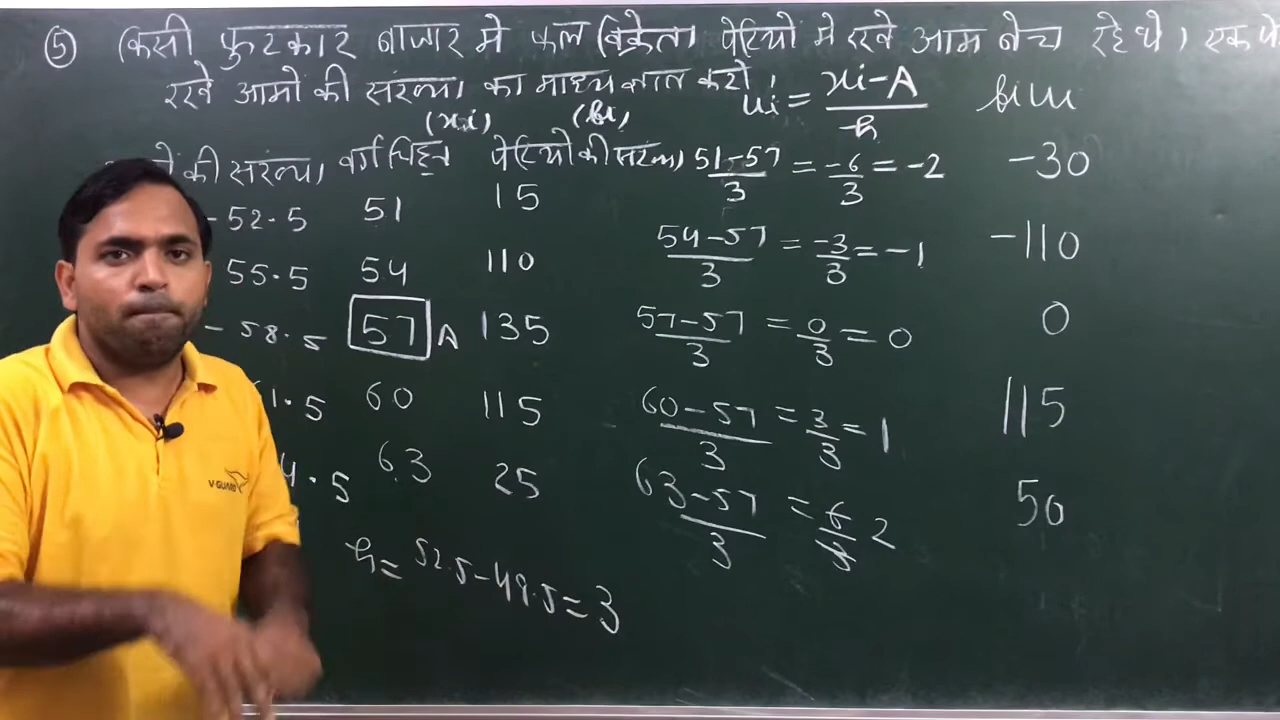 ⑤ किसी फुटकार बाजार मे फल विक्रेता पेटियो मे रखे आम बेच रहे थे। एक
रखे आमो की संख्या का माध्य ज्ञात करो।
ui = xi-A / h fiui
(xi) (fi)
की संख्या वर्ग चिह्न पेटियो की संख्या 51-57 / 3 = -6/3 = -2 -30
-52.5 51 15
54-57 / 3 = -3/3 = -1 -110
55.5 54 110
-58.5 57 A 135 57-57 / 3 = 0/3 = 0 0
1.5 60 115 60-57 / 3 = 3/3 = 1 115
4.5 63 25 63-57 / 3 = 6/3 2 50
V-GUARD
h = 52.5-49.5 = 3